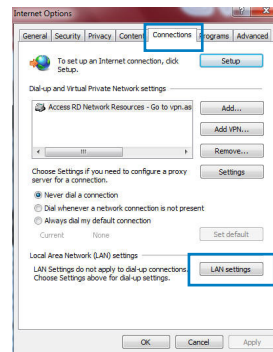 Internet Options
General Security Privacy Content Connections Programs Advanced
To set up an Internet connection, click Setup.
Setup
Dial-up and Virtual Private Network settings
Access RD Network Resources - Go to vpn.as
Add...
Add VPN...
Remove...
Choose Settings if you need to configure a proxy server for a connection.
Settings
Never dial a connection
Dial whenever a network connection is not present
Always dial my default connection
Current None
Set default
Local Area Network (LAN) settings
LAN Settings do not apply to dial-up connections. Choose Settings above for dial-up settings.
LAN settings
OK Cancel Apply